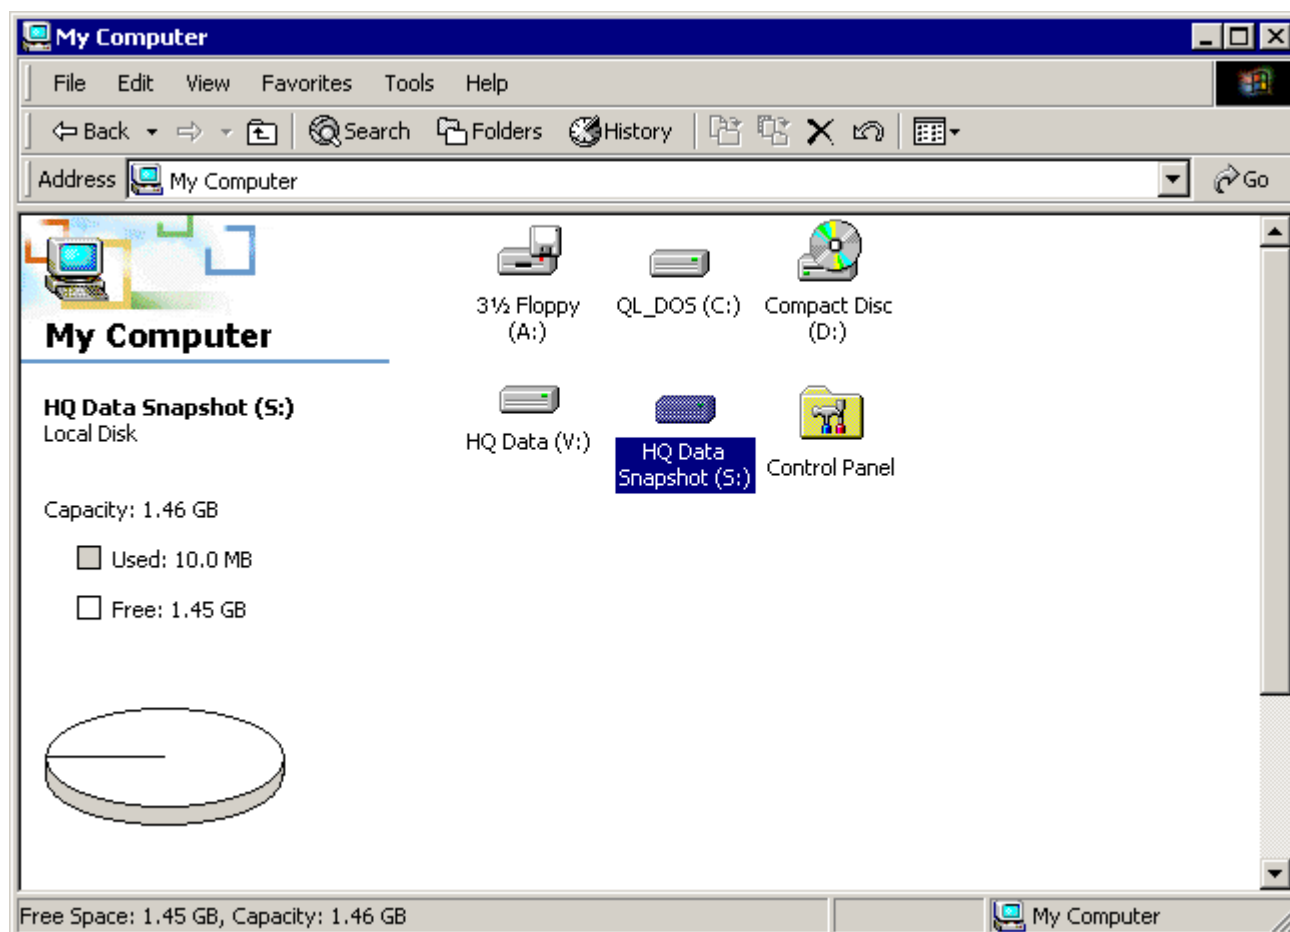 My Computer
File Edit View Favorites Tools Help
Back Search Folders History
Address My Computer Go
My Computer
HQ Data Snapshot (S:)
Local Disk
Capacity: 1.46 GB
Used: 10.0 MB
Free: 1.45 GB
3½ Floppy
(A:)
QL_DOS (C:)
Compact Disc
(D:)
HQ Data (V:)
HQ Data
Snapshot (S:)
Control Panel
Free Space: 1.45 GB, Capacity: 1.46 GB
My Computer